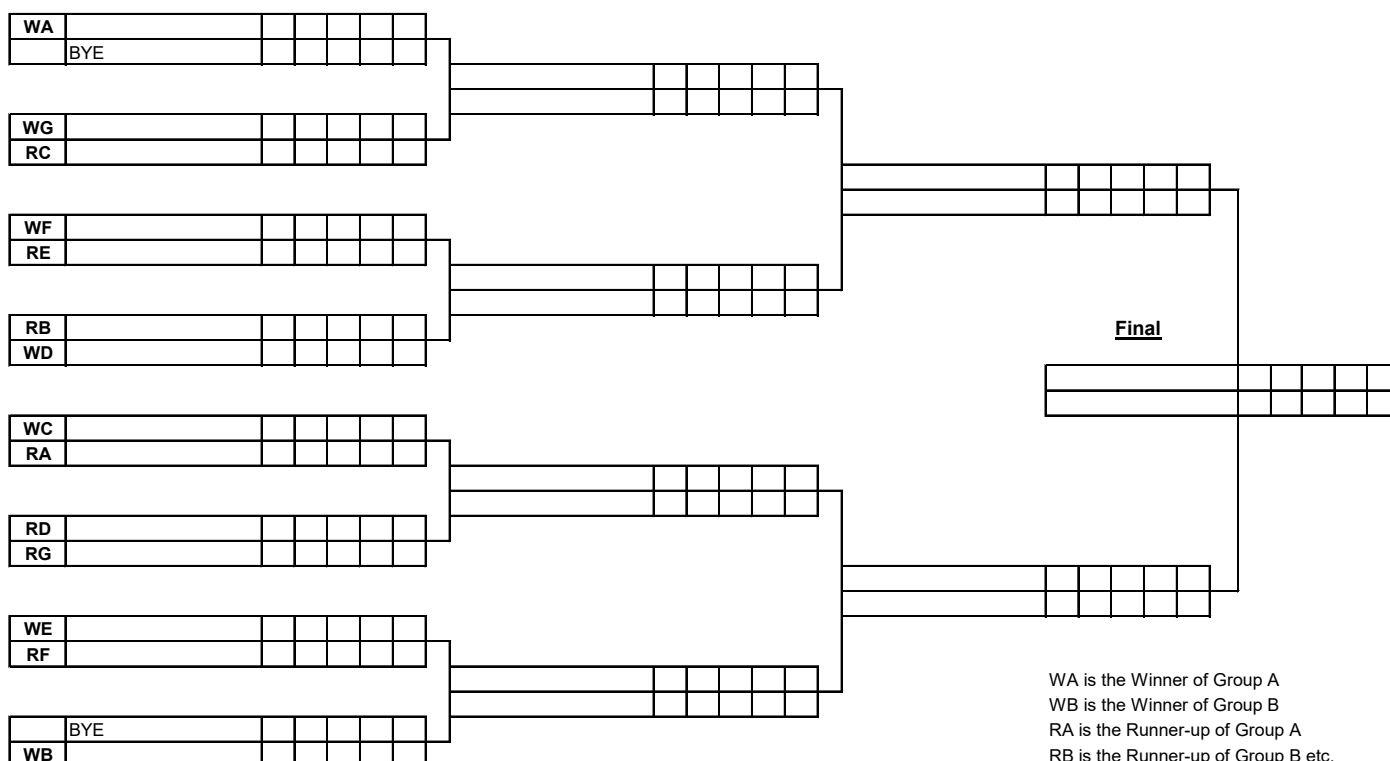 WA
BYE
WG
RC
WF
RE
RB
WD
Final
WC
RA
RD
RG
WE
RF
BYE
WB
WA is the Winner of Group A
WB is the Winner of Group B
RA is the Runner-up of Group A
RB is the Runner-up of Group B etc.